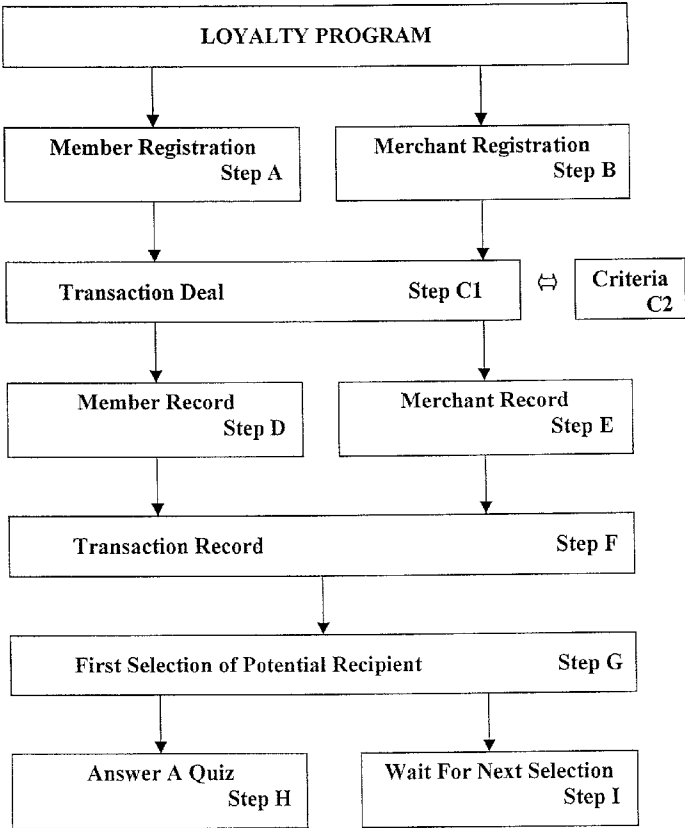 LOYALTY PROGRAM
Member Registration
Step A
Merchant Registration
Step B
Transaction Deal Step C1
Criteria
C2
Member Record
Step D
Merchant Record
Step E
Transaction Record Step F
First Selection of Potential Recipient Step G
Answer A Quiz
Step H
Wait For Next Selection
Step I